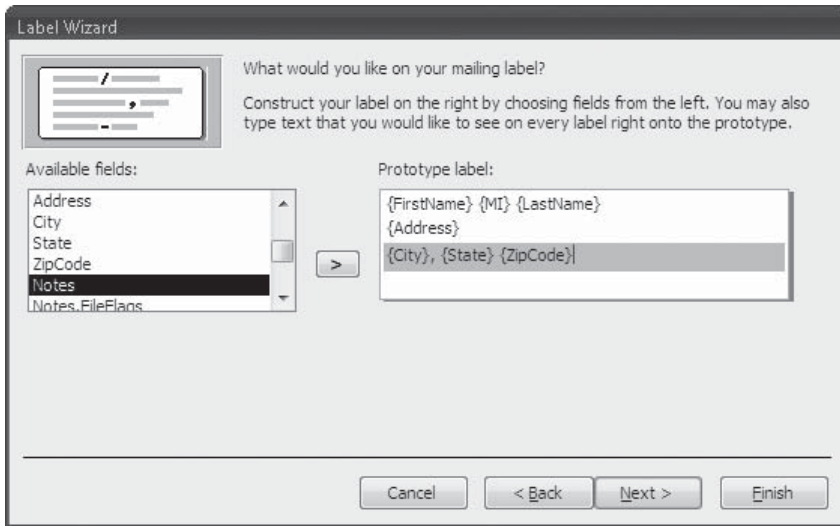 Label Wizard
What would you like on your mailing label?
Construct your label on the right by choosing fields from the left. You may also
type text that you would like to see on every label right onto the prototype.
Available fields:
Address
City
State
ZipCode
Notes
Notes.FileFlags
>
Prototype label:
{FirstName} {MI} {LastName}
{Address}
{City}, {State} {ZipCode}
Cancel
< Back
Next >
Finish